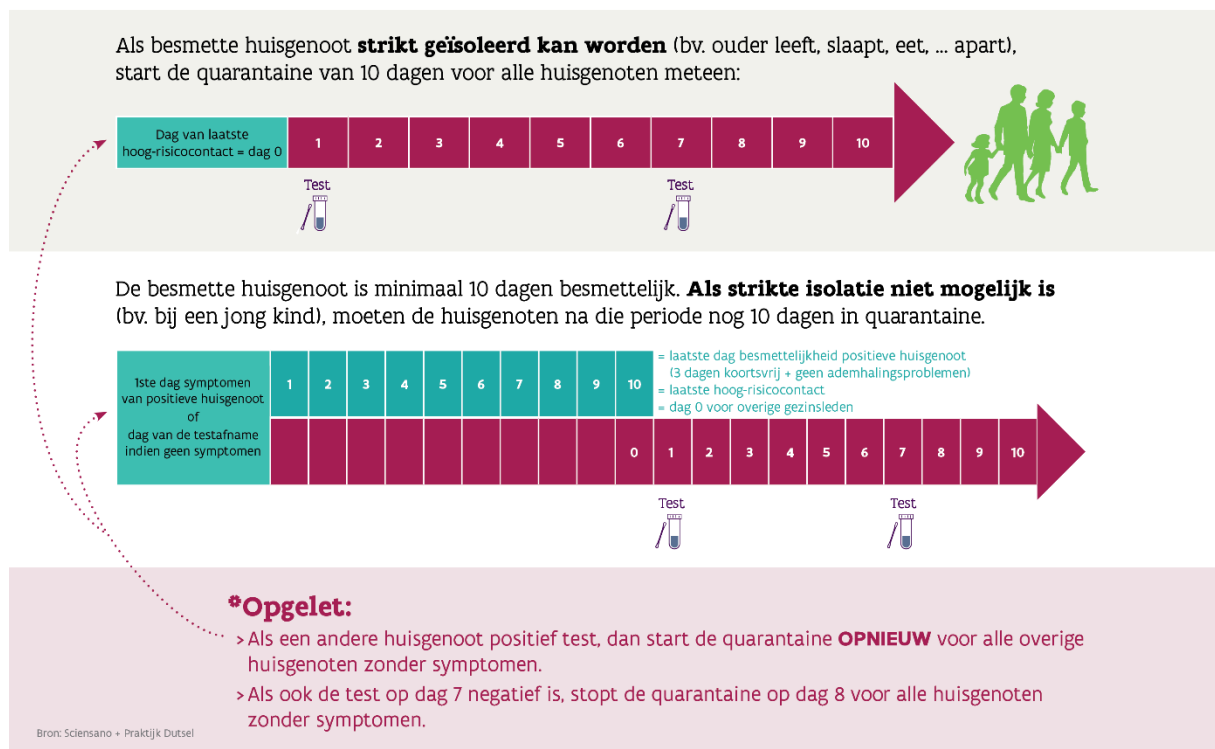 Als besmette huisgenoot strikt geïsoleerd kan worden (bv. ouder leeft, slaapt, eet, ... apart),
start de quarantaine van 10 dagen voor alle huisgenoten meteen:
Dag van laatste
hoog-risicocontact = dag 0
1 2 3 4 5 6 7 8 9 10
Test Test
De besmette huisgenoot is minimaal 10 dagen besmettelijk. Als strikte isolatie niet mogelijk is
(bv. bij een jong kind), moeten de huisgenoten na die periode nog 10 dagen in quarantaine.
1ste dag symptomen
van positieve huisgenoot
of
dag van de testafname
indien geen symptomen
1 2 3 4 5 6 7 8 9 10
= laatste dag besmettelijkheid positieve huisgenoot
(3 dagen koortsvrij + geen ademhalingsproblemen)
= laatste hoog-risicocontact
= dag 0 voor overige gezinsleden
0 1 2 3 4 5 6 7 8 9 10
Test Test
*Opgelet:
> Als een andere huisgenoot positief test, dan start de quarantaine OPNIEUW voor alle overige
huisgenoten zonder symptomen.
> Als ook de test op dag 7 negatief is, stopt de quarantaine op dag 8 voor alle huisgenoten
zonder symptomen.
Bron: Sciensano + Praktijk Dutsel